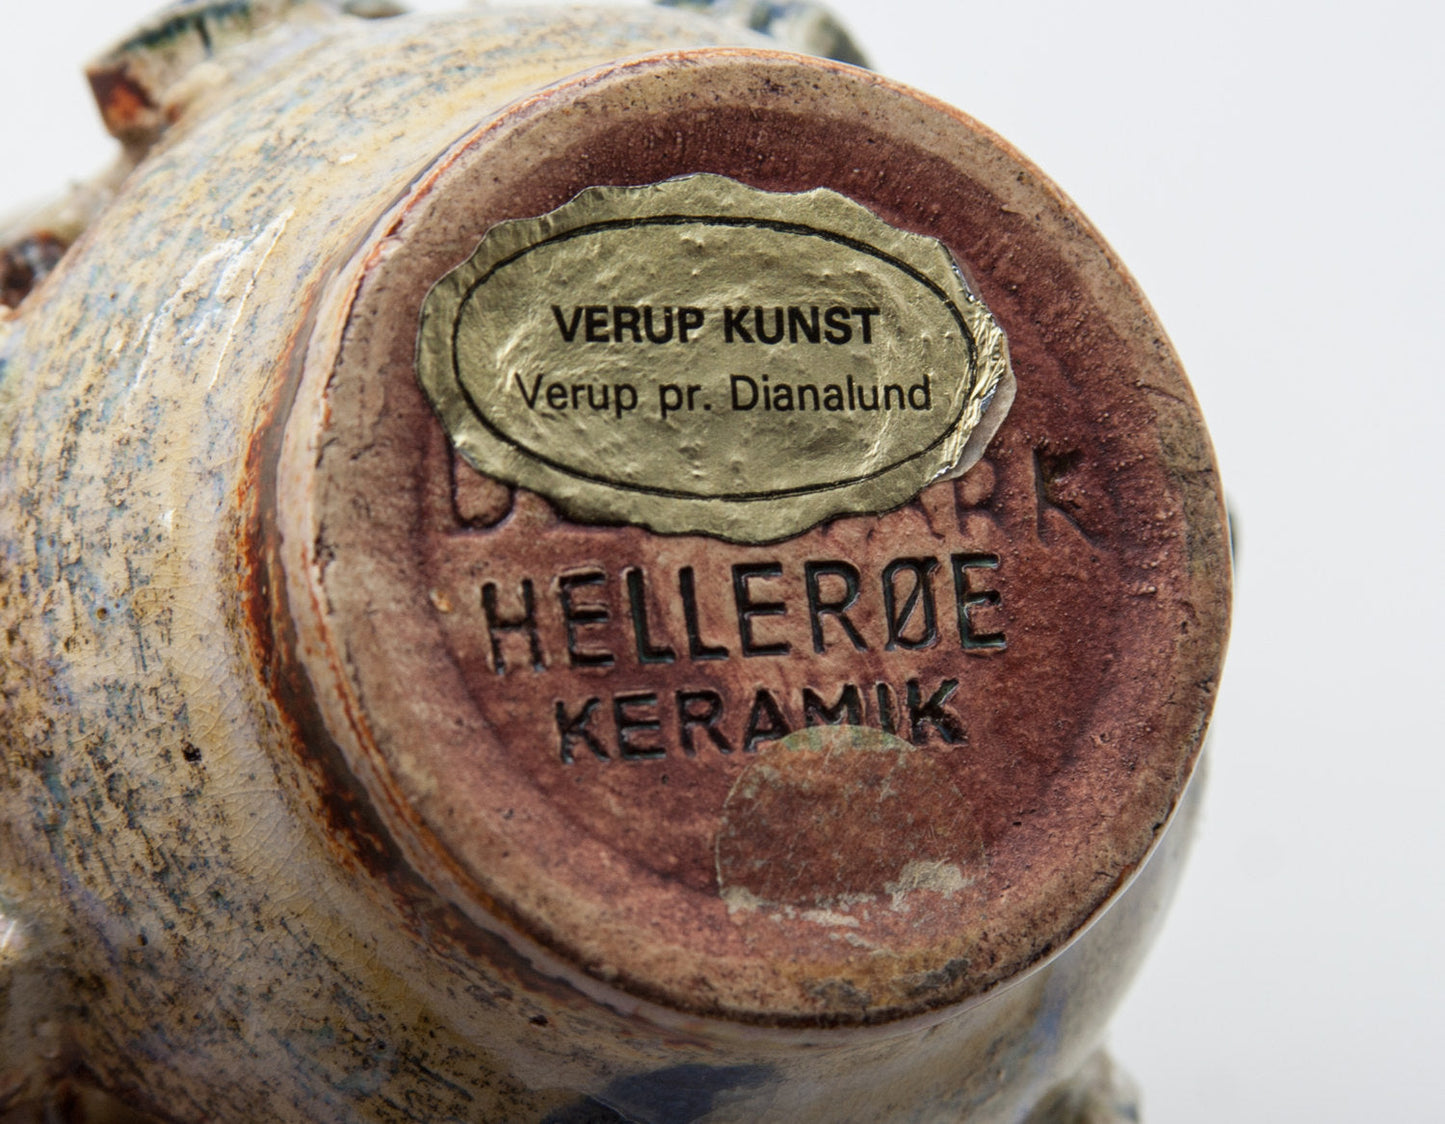 VERUP KUNST
Verup pr. Dianalund
HELLERØE
KERAMIK